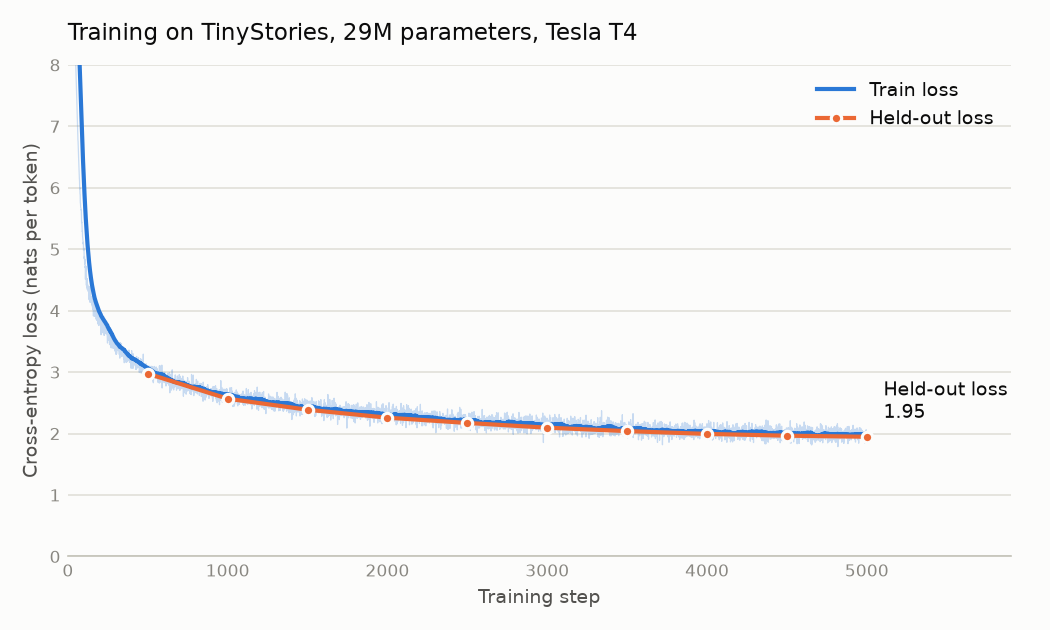 Training on TinyStories, 29M parameters, Tesla T4
Train loss
Held-out loss
Cross-entropy loss (nats per token)
8
7
6
5
4
3
2
1
0
Held-out loss
1.95
0 1000 2000 3000 4000 5000
Training step